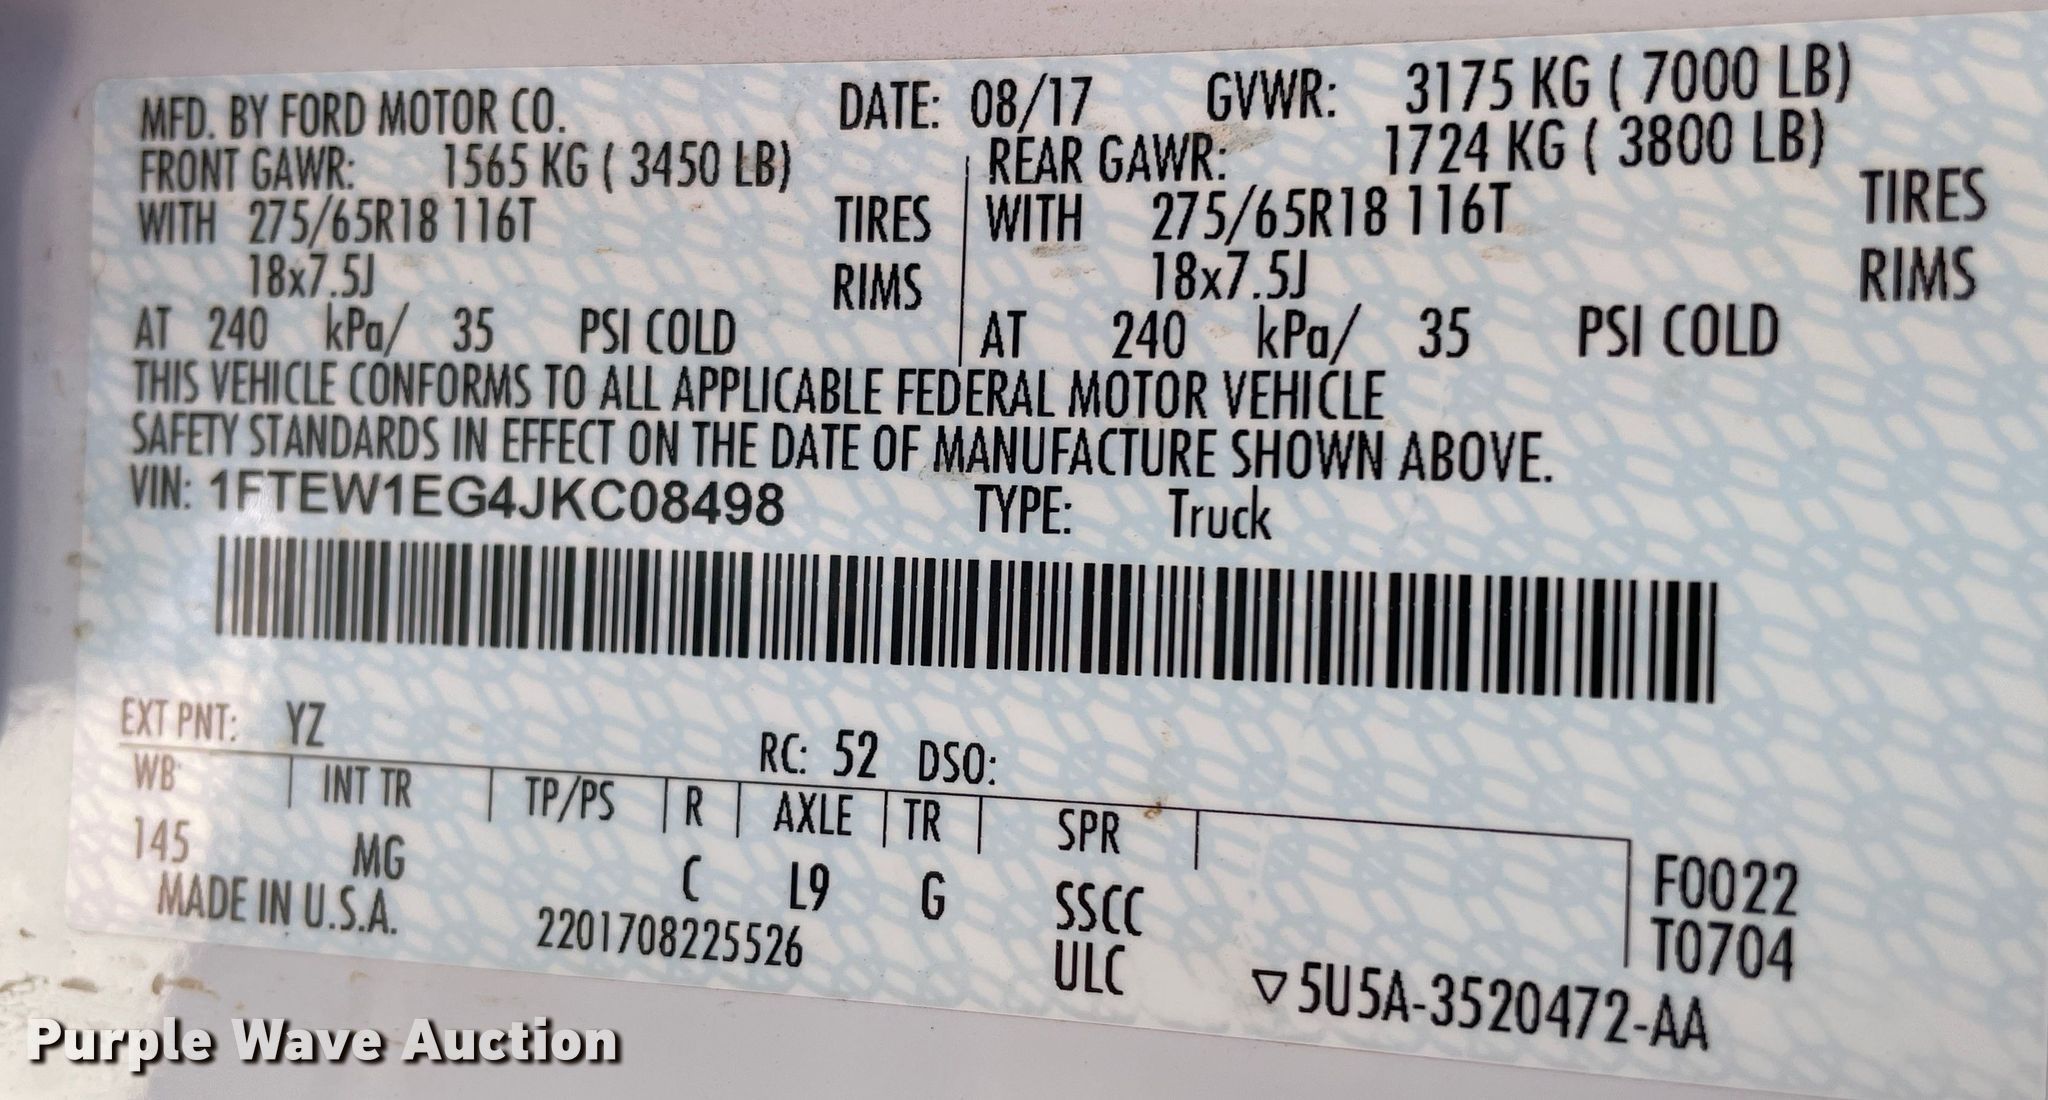 MFD. BY FORD MOTOR CO. DATE: 08/17 GVWR: 3175 KG ( 7000 LB)
FRONT GAWR: 1565 KG ( 3450 LB) REAR GAWR: 1724 KG ( 3800 LB)
WITH 275/65R18 116T TIRES WITH 275/65R18 116T TIRES
18x7.5J RIMS 18x7.5J RIMS
AT 240 kPa/ 35 PSI COLD AT 240 kPa/ 35 PSI COLD
THIS VEHICLE CONFORMS TO ALL APPLICABLE FEDERAL MOTOR VEHICLE
SAFETY STANDARDS IN EFFECT ON THE DATE OF MANUFACTURE SHOWN ABOVE.
VIN: 1FTEW1EG4JKC08498 TYPE: Truck
EXT PNT: YZ RC: 52 DSO:
WB INT TR TP/PS R AXLE TR SPR
145 MG C L9 G SSCC F0022
MADE IN U.S.A. 2201708225526 ULC T0704
▽5U5A-3520472-AA
Purple Wave Auction